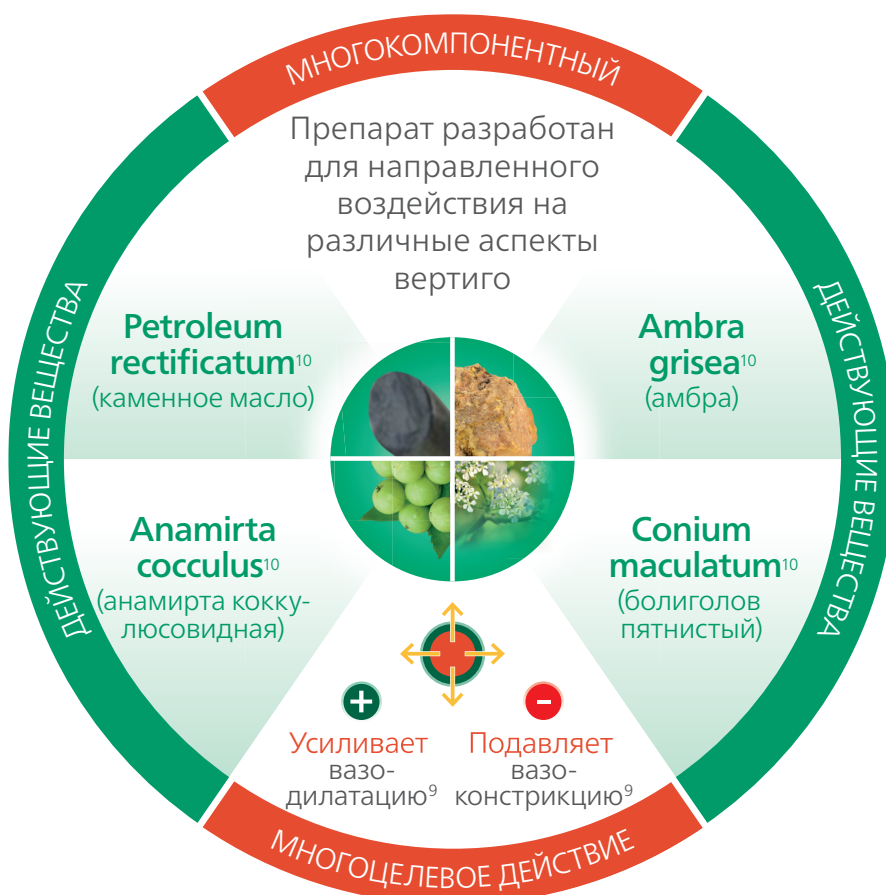 МНОГОКОМПОНЕНТНЫЙ
Препарат разработан
для направленного
воздействия на
различные аспекты
вертиго
ДЕЙСТВУЮЩИЕ ВЕЩЕСТВА
Petroleum
rectificatum¹⁰
(каменное масло)
Ambra
grisea¹⁰
(амбра)
ДЕЙСТВУЮЩИЕ ВЕЩЕСТВА
Anamirta
cocculus¹⁰
(анамирта кокку-
люсовидная)
Conium
maculatum¹⁰
(болиголов
пятнистый)
+
Усиливает
вазо-
дилатацию⁹
-
Подавляет
вазо-
констрикцию⁹
МНОГОЦЕЛЕВОЕ ДЕЙСТВИЕ